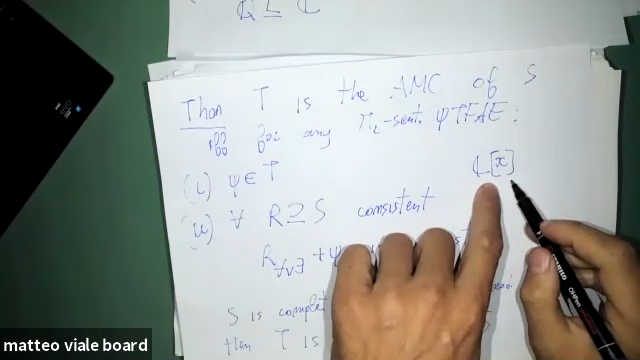 ℚ ⊆ ℂ
Thm T is the AMC of S
iff for any Π₂-sent. ψ TFAE:
(i) ψ ∈ T
ℂ[x]
(ii) ∀ R ⊇ S consistent
R∀∨∃ + ψ
S is complet
then T is
matteo viale board